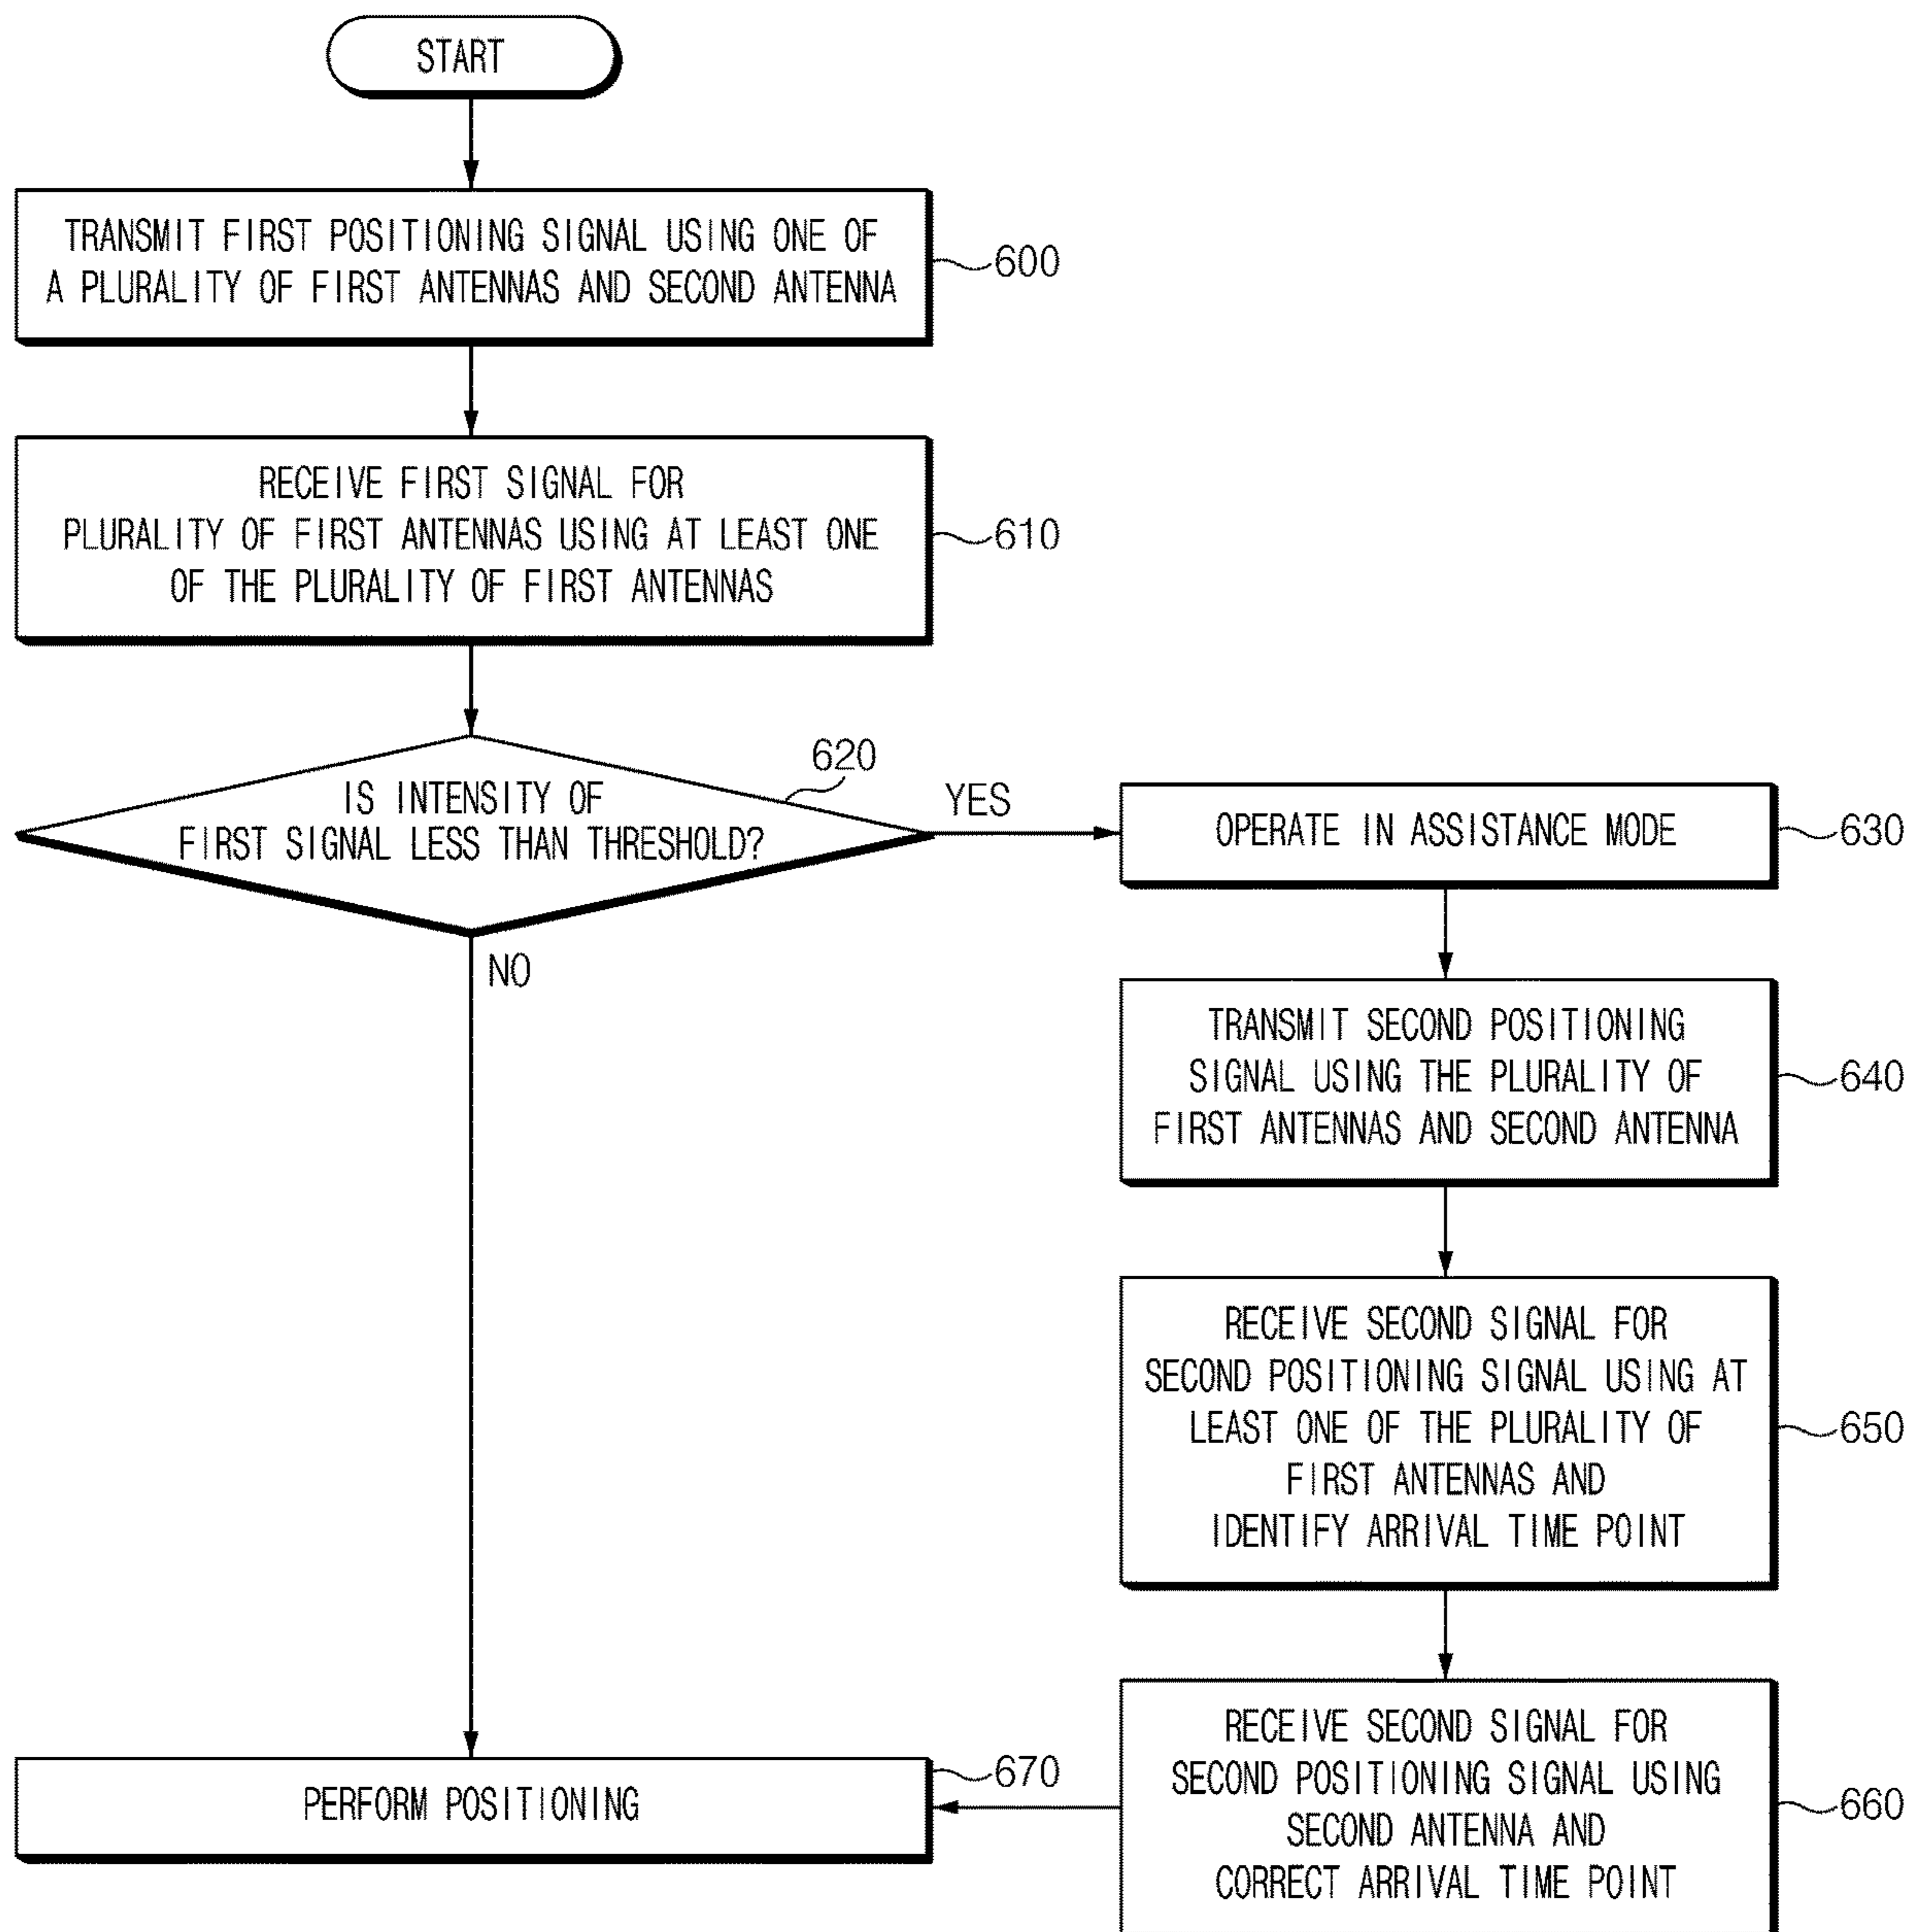 START
TRANSMIT FIRST POSITIONING SIGNAL USING ONE OF
A PLURALITY OF FIRST ANTENNAS AND SECOND ANTENNA
600
RECEIVE FIRST SIGNAL FOR
PLURALITY OF FIRST ANTENNAS USING AT LEAST ONE
OF THE PLURALITY OF FIRST ANTENNAS
610
620
IS INTENSITY OF
FIRST SIGNAL LESS THAN THRESHOLD?
YES
NO
OPERATE IN ASSISTANCE MODE
630
TRANSMIT SECOND POSITIONING
SIGNAL USING THE PLURALITY OF
FIRST ANTENNAS AND SECOND ANTENNA
640
RECEIVE SECOND SIGNAL FOR
SECOND POSITIONING SIGNAL USING AT
LEAST ONE OF THE PLURALITY OF
FIRST ANTENNAS AND
IDENTIFY ARRIVAL TIME POINT
650
RECEIVE SECOND SIGNAL FOR
SECOND POSITIONING SIGNAL USING
SECOND ANTENNA AND
CORRECT ARRIVAL TIME POINT
660
PERFORM POSITIONING
670